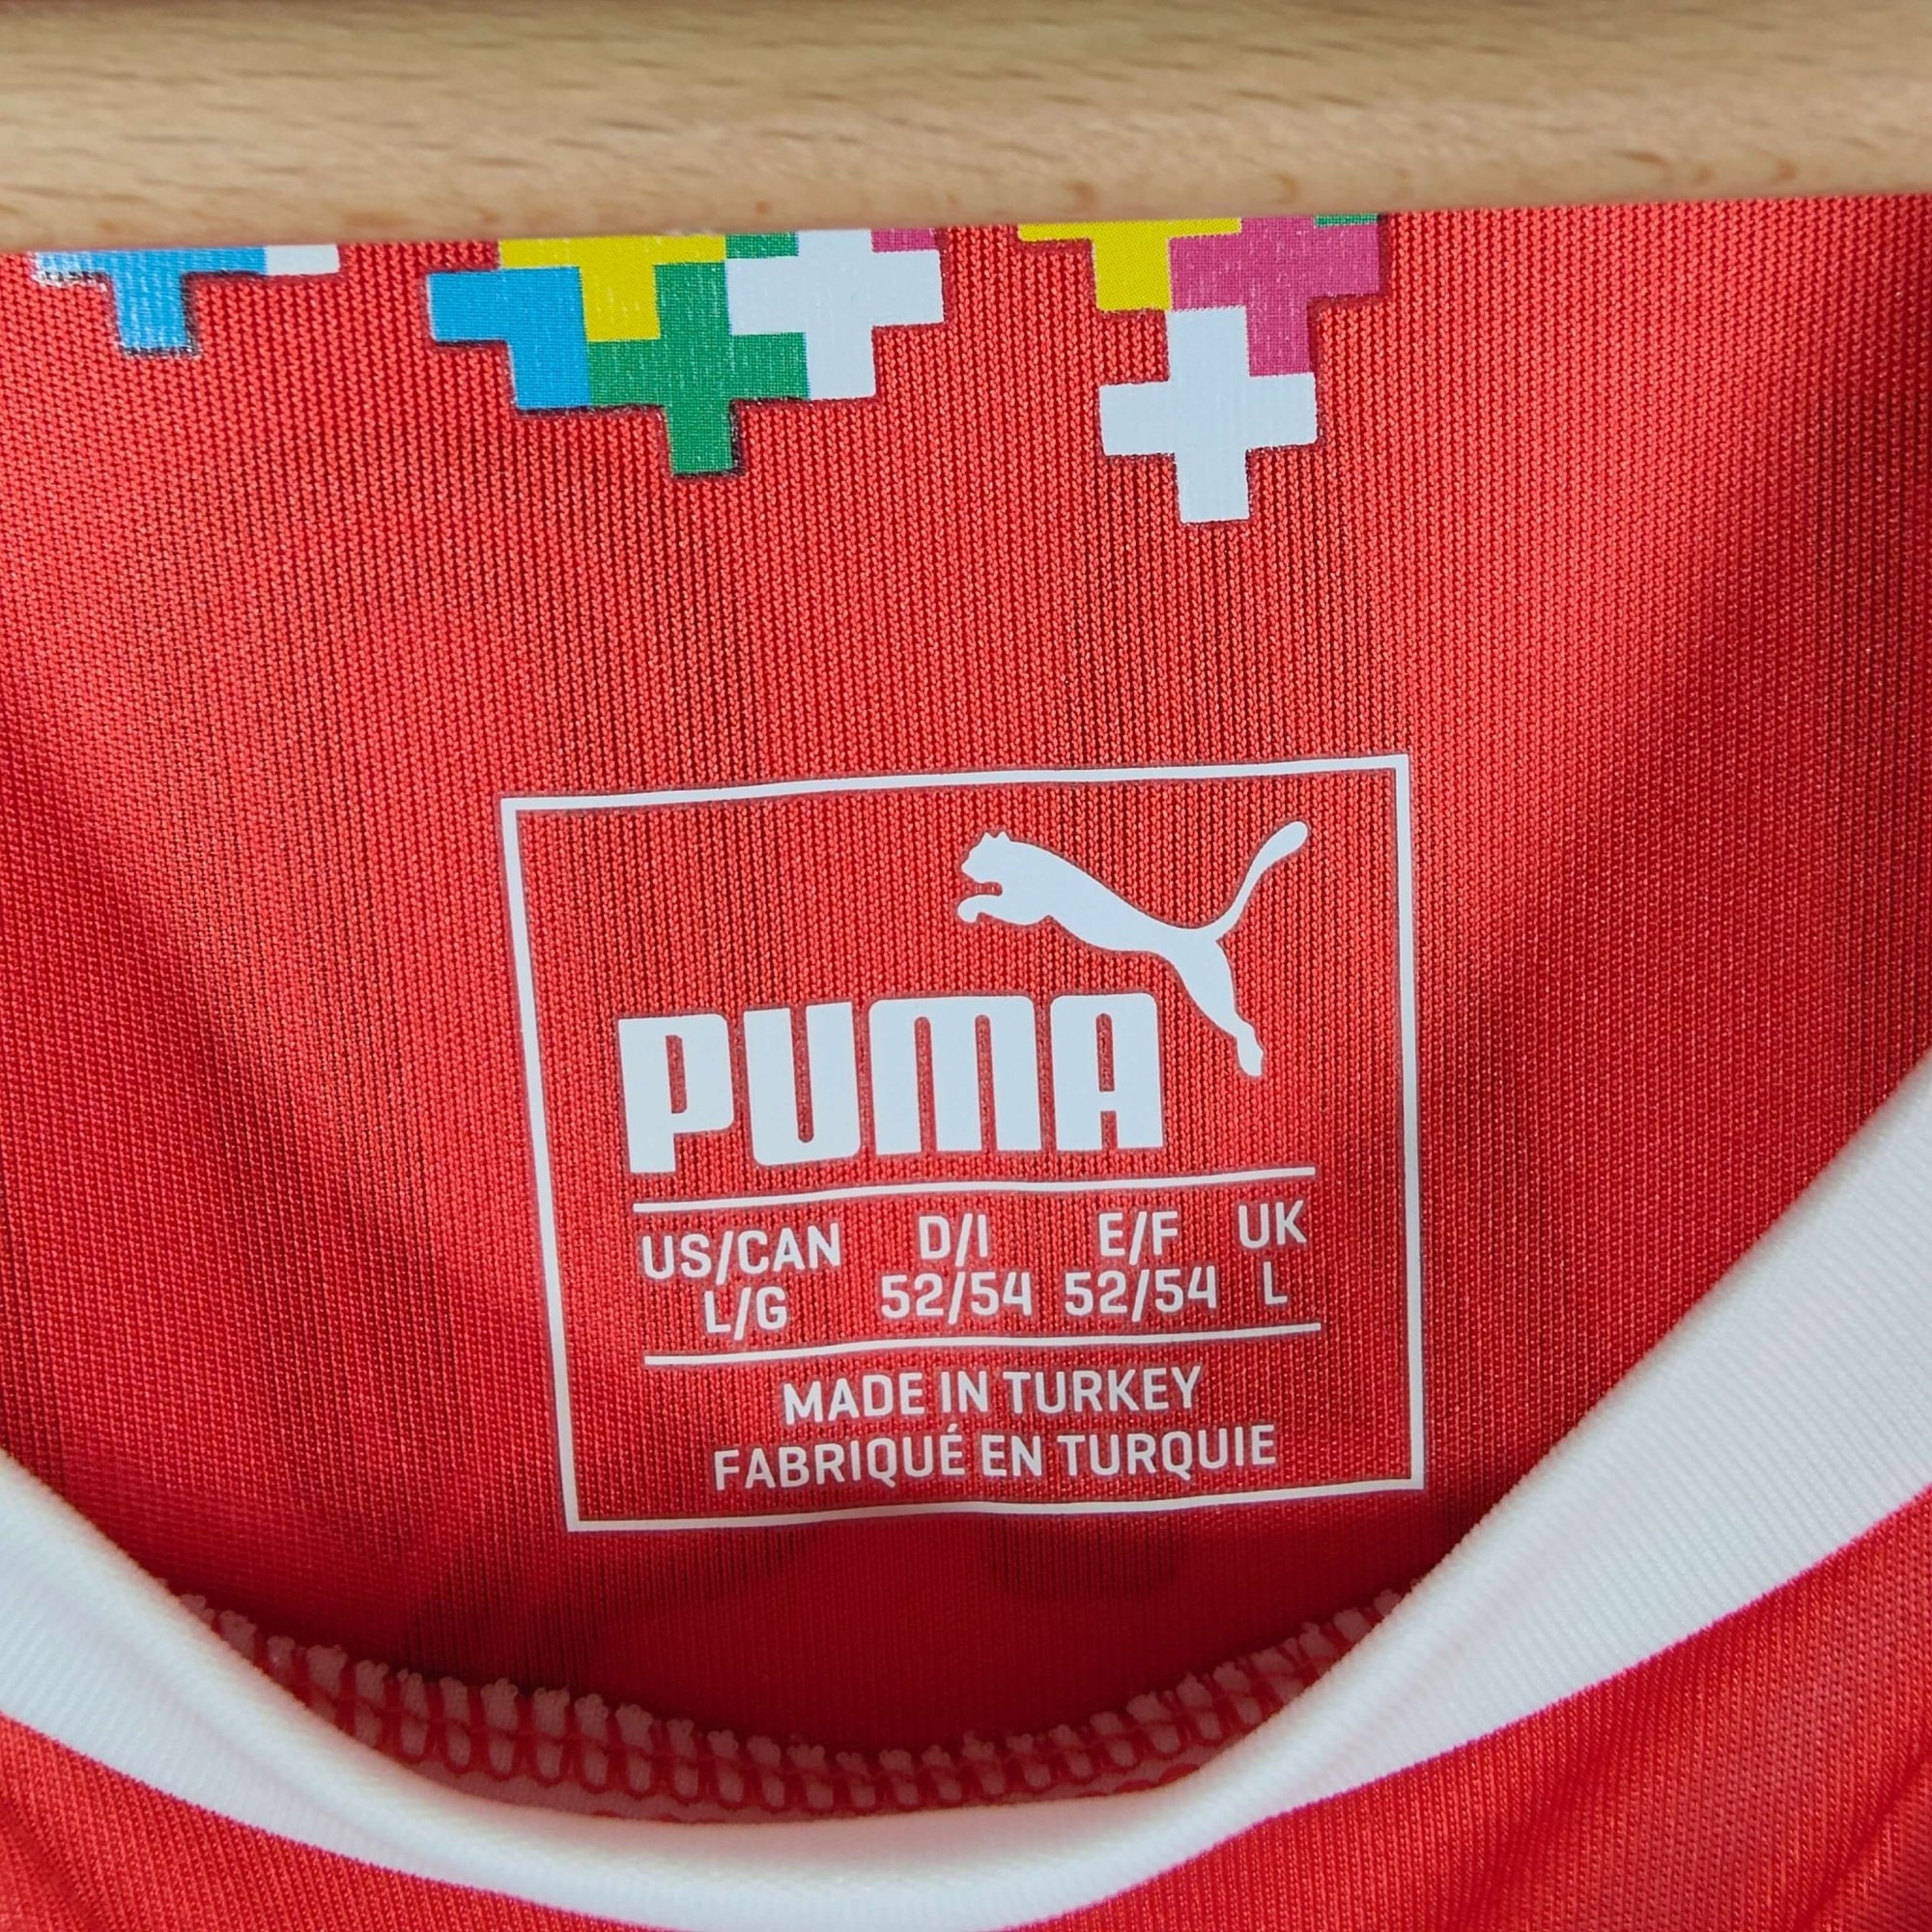 PUMA
US/CAN D/I E/F UK
L/G 52/54 52/54 L
MADE IN TURKEY
FABRIQUÉ EN TURQUIE